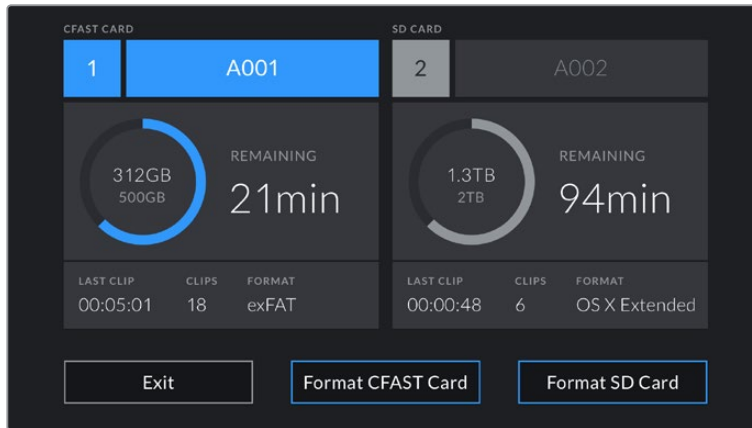 CFAST CARD
1 A001
312GB
500GB
REMAINING
21min
LAST CLIP CLIPS FORMAT
00:05:01 18 exFAT
SD CARD
2 A002
1.3TB
2TB
REMAINING
94min
LAST CLIP CLIPS FORMAT
00:00:48 6 OS X Extended
Exit
Format CFAST Card
Format SD Card